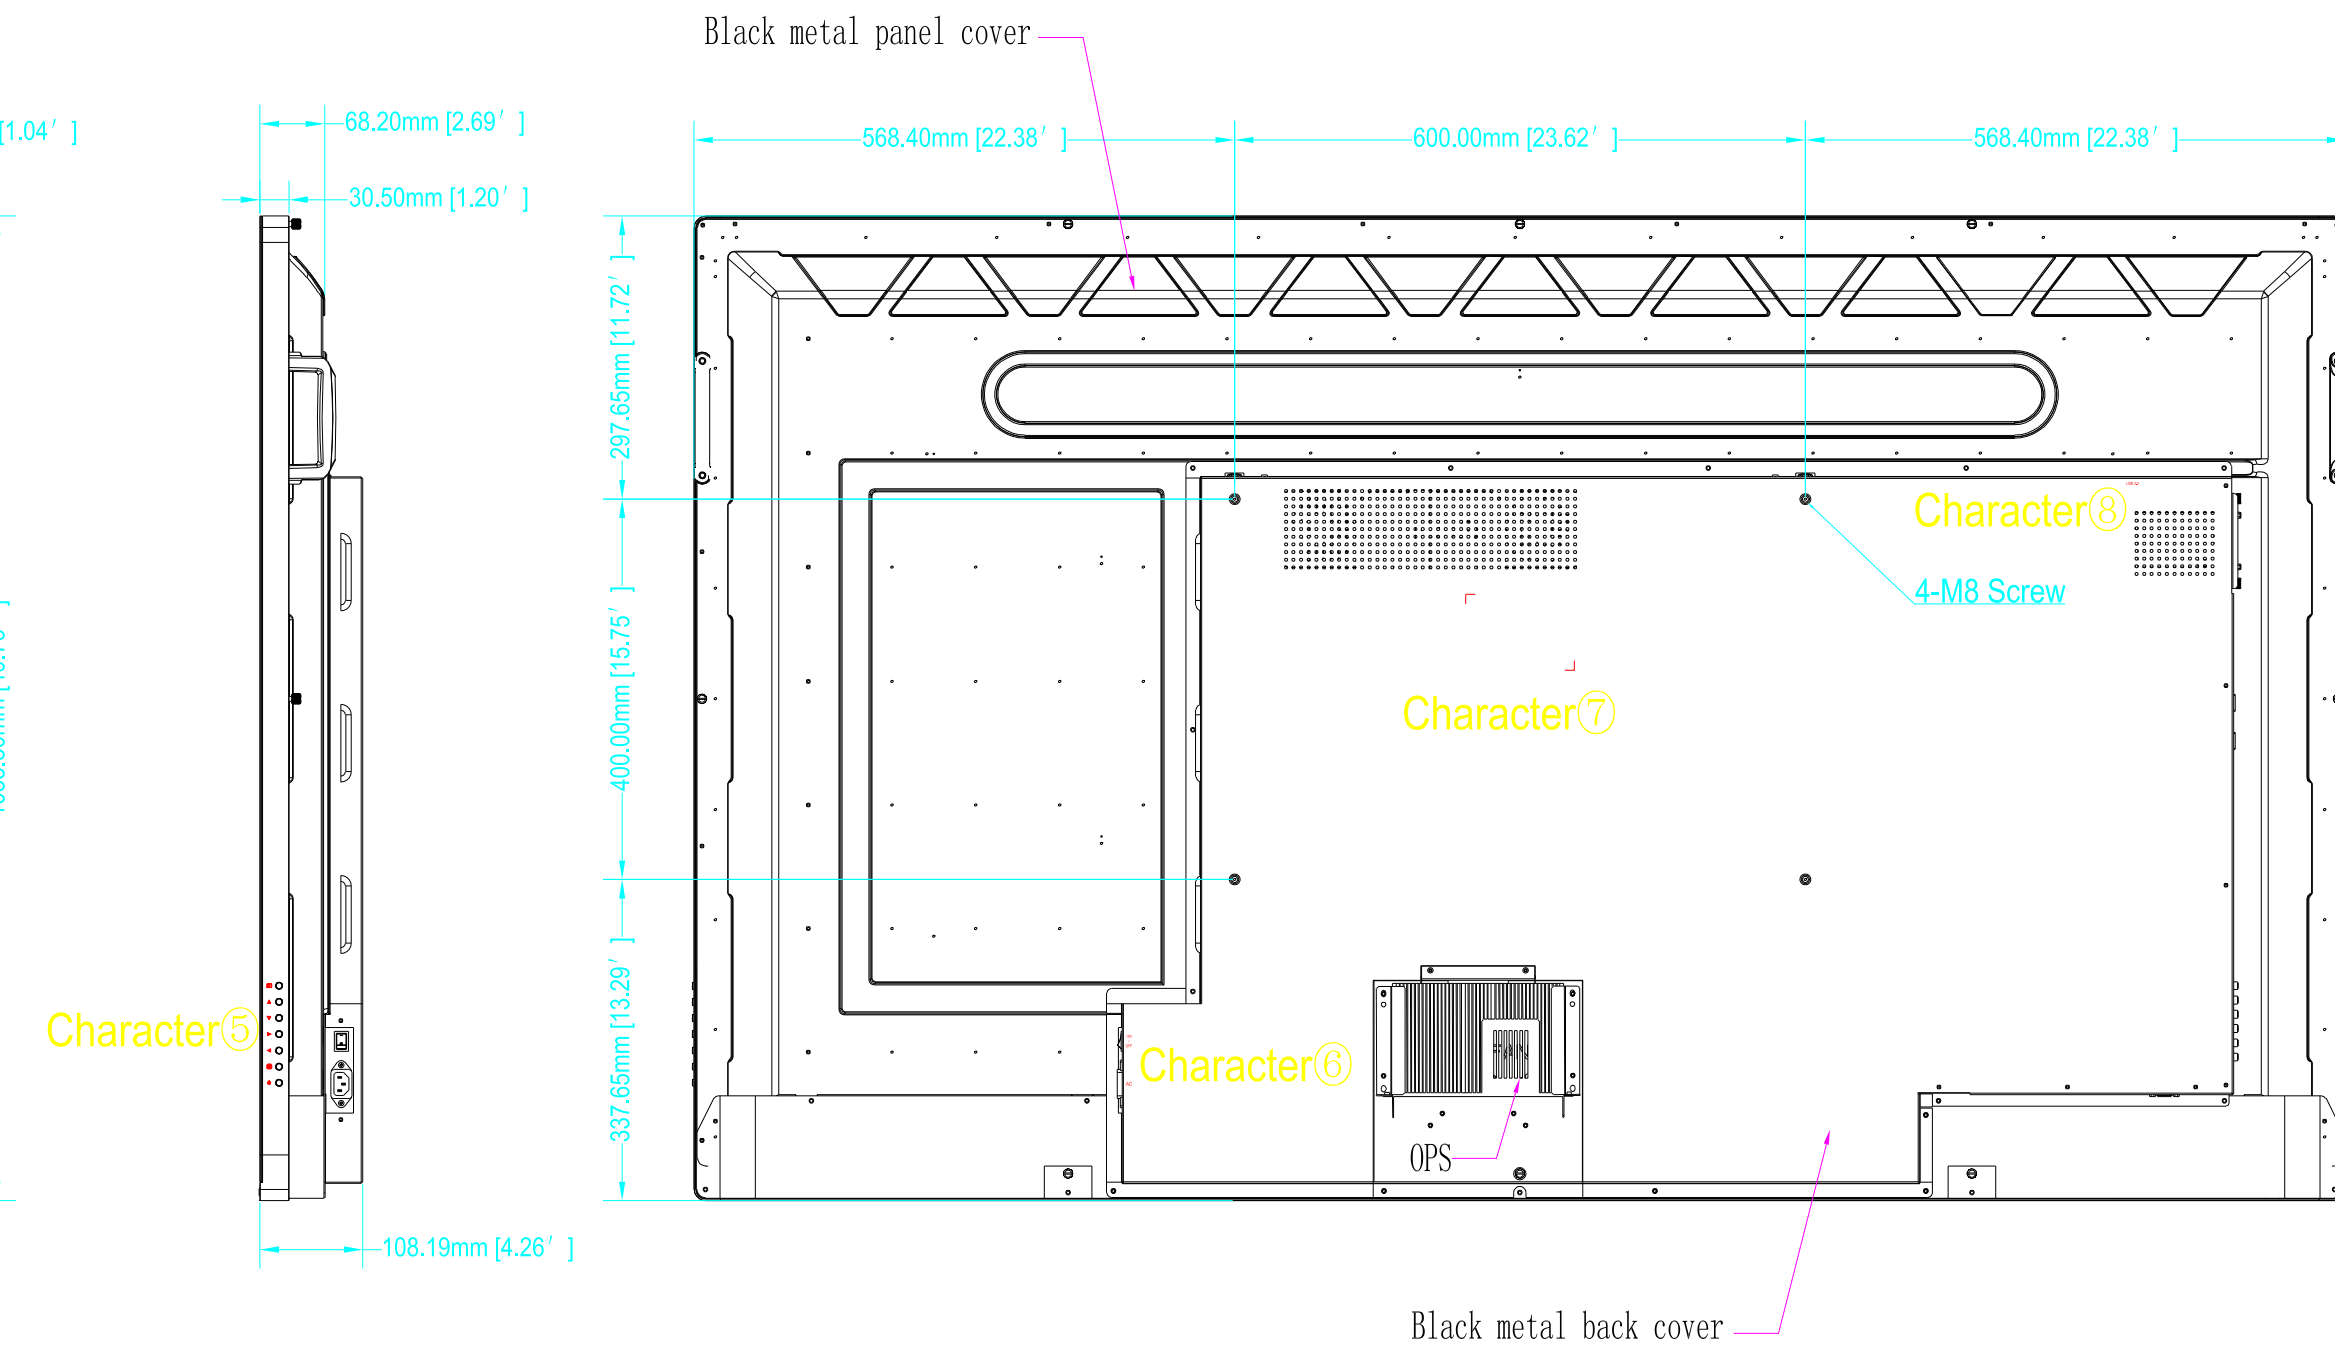 Black metal panel cover
[1.04′ ]
68.20mm [2.69′ ]
568.40mm [22.38′ ]
600.00mm [23.62′ ]
568.40mm [22.38′ ]
30.50mm [1.20′ ]
297.65mm [11.72′ ]
Character⑧
4-M8 Screw
400.00mm [15.75′ ]
Character⑦
337.65mm [13.29′ ]
Character⑤
Character⑥
AC
OPS
108.19mm [4.26′ ]
Black metal back cover